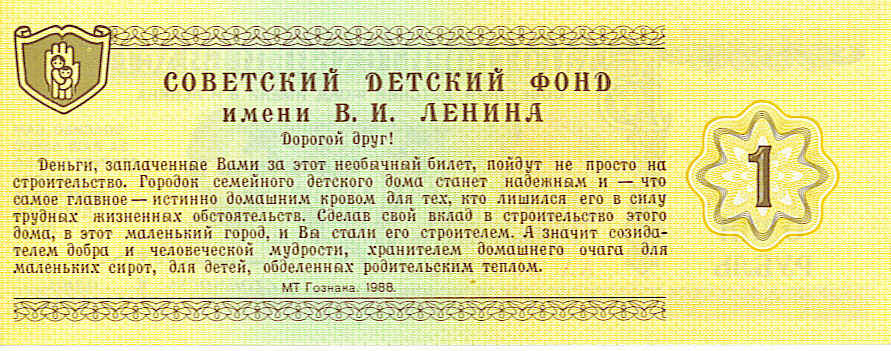 СОВЕТСКИЙ ДЕТСКИЙ ФОНД
имени В. И. ЛЕНИНА
Дорогой друг!
Деньги, заплаченные Вами за этот необычный билет, пойдут не просто на
строительство. Городок семейного детского дома станет надежным и — что
самое главное — истинно домашним кровом для тех, кто лишился его в силу
трудных жизненных обстоятельств. Сделав свой вклад в строительство этого
дома, в этот маленький город, и Вы стали его строителем. А значит созида-
телем добра и человеческой мудрости, хранителем домашнего очага для
маленьких сирот, для детей, обделенных родительским теплом.
МТ Гознака. 1988.
1